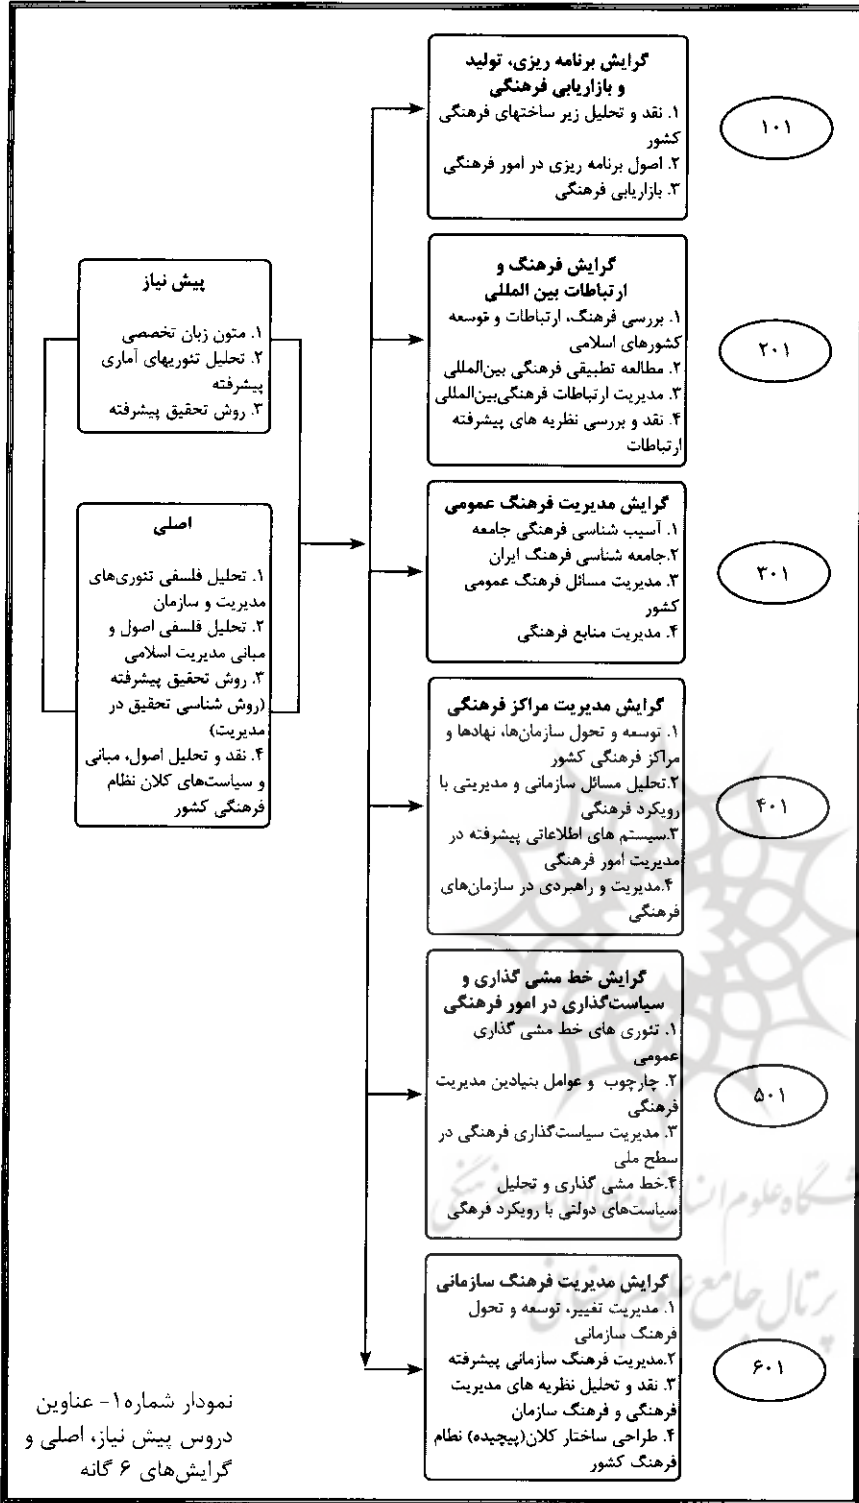 پیش نیاز
۱. متون زبان تخصصی
۲. تحلیل تئوریهای آماری
پیشرفته
۳. روش تحقیق پیشرفته
اصلی
۱. تحلیل فلسفی تئوری‌های
مدیریت و سازمان
۲. تحلیل فلسفی اصول و
مبانی مدیریت اسلامی
۳. روش تحقیق پیشرفته
(روش شناسی تحقیق در
مدیریت)
۴. نقد و تحلیل اصول، مبانی
و سیاست‌های کلان نظام
فرهنگی کشور
گرایش برنامه ریزی، تولید
و بازاریابی فرهنگی
۱. نقد و تحلیل زیر ساختهای فرهنگی
کشور
۲. اصول برنامه ریزی در امور فرهنگی
۳. بازاریابی فرهنگی
۱۰۱
گرایش فرهنگ و
ارتباطات بین المللی
۱. بررسی فرهنگ، ارتباطات و توسعه
کشورهای اسلامی
۲. مطالعه تطبیقی فرهنگی بین‌المللی
۳. مدیریت ارتباطات فرهنگی‌بین‌المللی
۴. نقد و بررسی نظریه های پیشرفته
ارتباطات
۲۰۱
گرایش مدیریت فرهنگ عمومی
۱. آسیب شناسی فرهنگی جامعه
۲.جامعه شناسی فرهنگ ایران
۳. مدیریت مسائل فرهنگ عمومی
کشور
۴. مدیریت منابع فرهنگی
۳۰۱
گرایش مدیریت مراکز فرهنگی
۱. توسعه و تحول سازمان‌ها، نهادها و
مراکز فرهنگی کشور
۲.تحلیل مسائل سازمانی و مدیریتی با
رویکرد فرهنگی
۳.سیستم های اطلاعاتی پیشرفته در
مدیریت امور فرهنگی
۴.مدیریت و راهبردی در سازمان‌های
فرهنگی
۴۰۱
گرایش خط مشی گذاری و
سیاست‌گذاری در امور فرهنگی
۱. تئوری های خط مشی گذاری
عمومی
۲. چارچوب و عوامل بنیادین مدیریت
فرهنگی
۳. مدیریت سیاست‌گذاری فرهنگی در
سطح ملی
۴.خط مشی گذاری و تحلیل
سیاست‌های دولتی با رویکرد فرهگی
۵۰۱
گرایش مدیریت فرهنگ سازمانی
۱. مدیریت تغییر، توسعه و تحول
فرهنگ سازمانی
۲.مدیریت فرهنگ سازمانی پیشرفته
۳. نقد و تحلیل نظریه های مدیریت
فرهنگی و فرهنگ سازمان
۴. طراحی ساختار کلان(پیچیده) نظام
فرهنگ کشور
۶۰۱
نمودار شماره۱- عناوین
دروس پیش نیاز، اصلی و
گرایش‌های ۶ گانه
علوم انسانی و
فرهنگی
پرتال جامع علوم انسانی